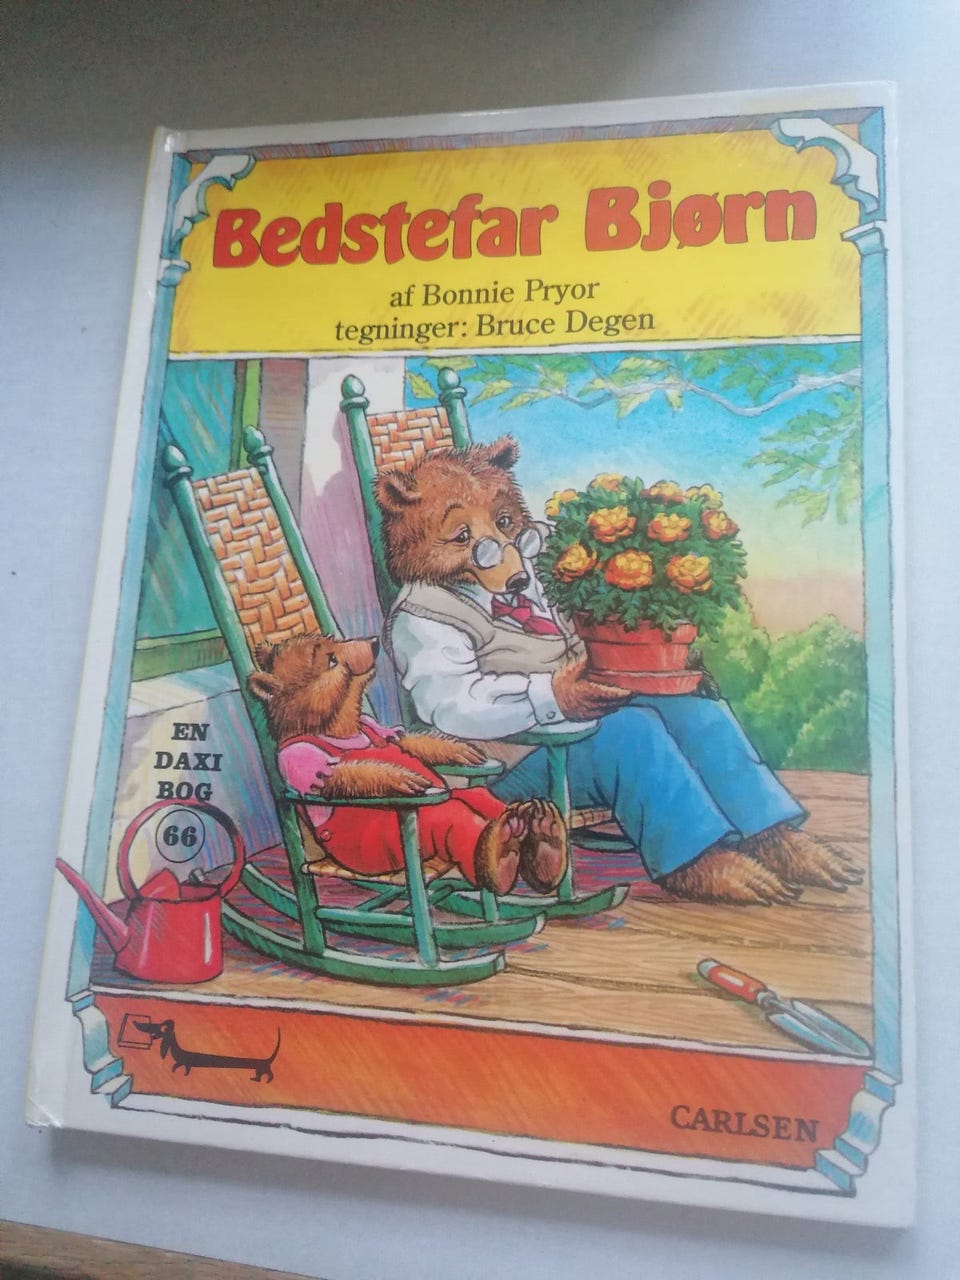 Bedstefar Bjørn
af Bonnie Pryor
tegninger: Bruce Degen
EN
DAXI
BOG
66
CARLSEN